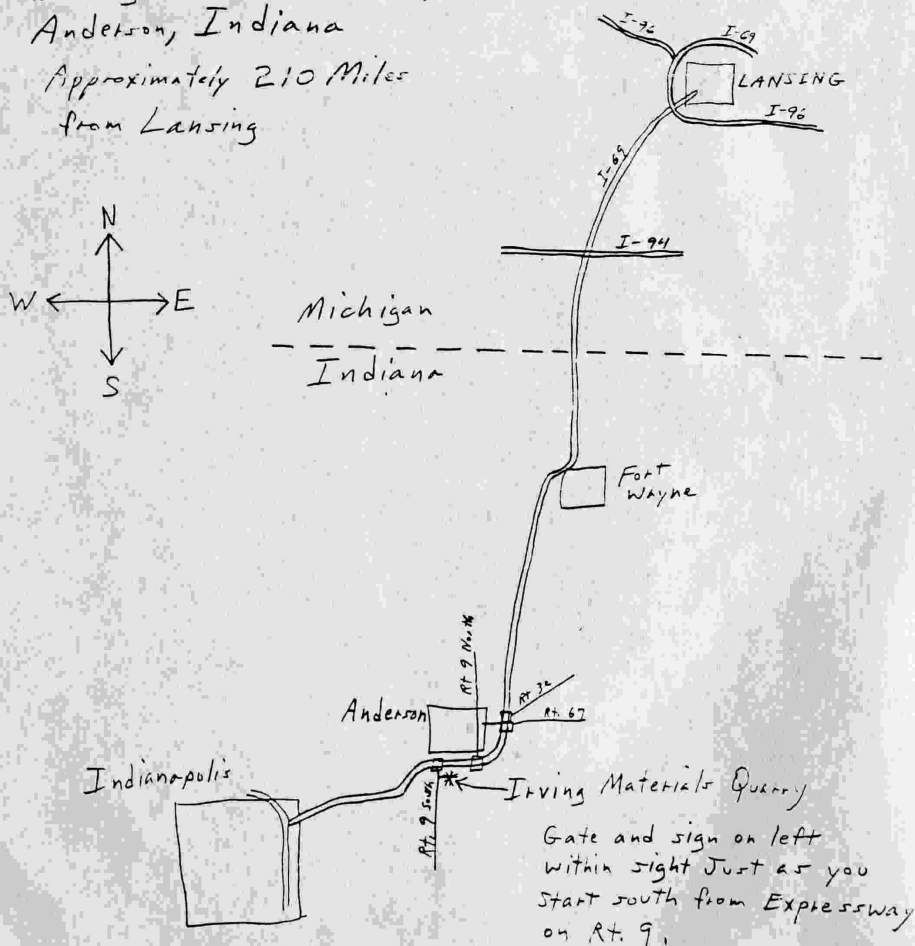 Anderson, Indiana
Approximately 210 Miles
from Lansing
I-96
I-69
LANSING
I-96
I-69
N
W E
S
I-94
Michigan
Indiana
Fort
Wayne
Rt 9 North
Rt. 32
Rt. 67
Anderson
Indianapolis
Rt. 9 South
Irving Materials Quarry
Gate and sign on left
within sight Just as you
start south from Expressway
on Rt. 9.